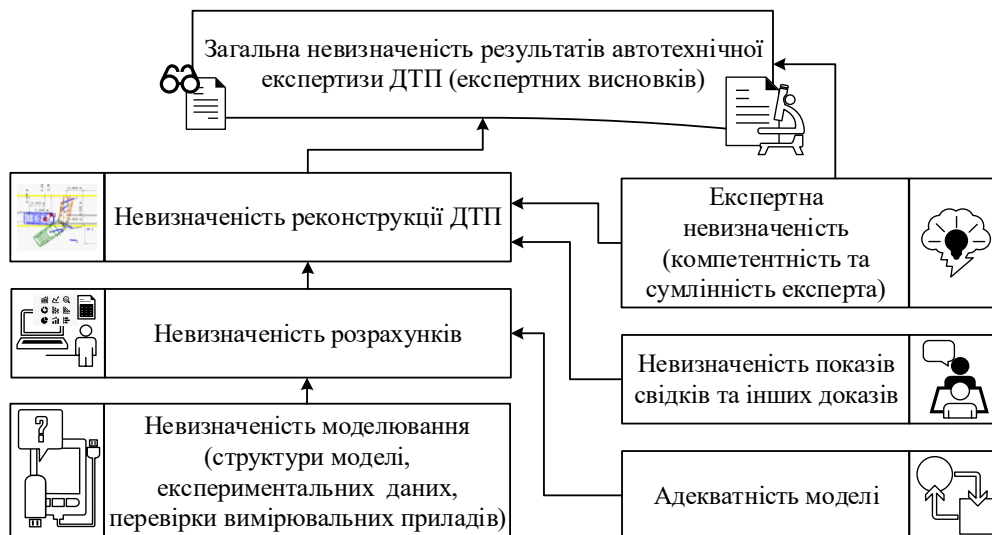 Загальна невизначеність результатів автотехнічної
експертизи ДТП (експертних висновків)
Невизначеність реконструкції ДТП
Експертна
невизначеність
(компетентність та
сумлінність експерта)
Невизначеність розрахунків
Невизначеність показів
свідків та інших доказів
Невизначеність моделювання
(структури моделі,
експериментальних даних,
перевірки вимірювальних приладів)
?
Адекватність моделі